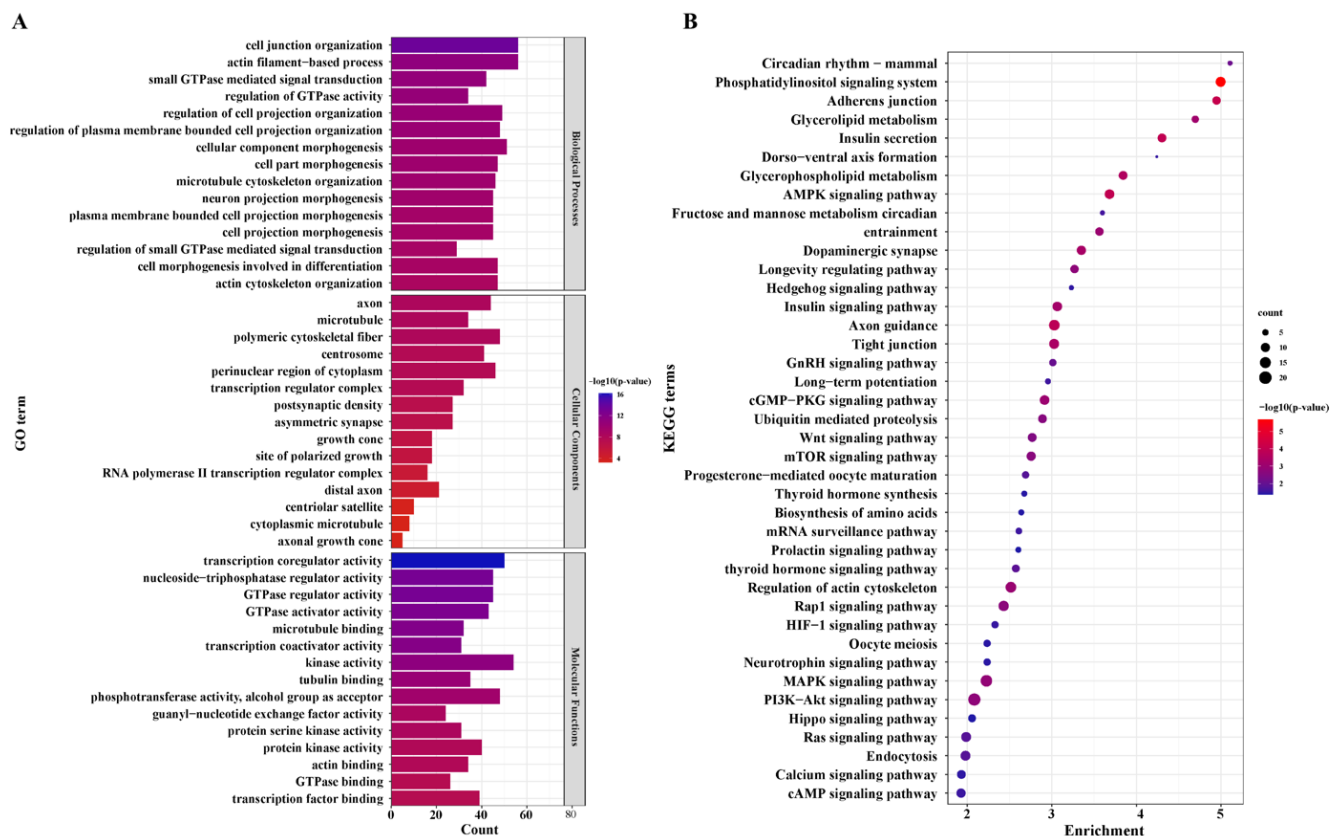 A
GO term
cell junction organization
actin filament−based process
small GTPase mediated signal transduction
regulation of GTPase activity
regulation of cell projection organization
regulation of plasma membrane bounded cell projection organization
cellular component morphogenesis
cell part morphogenesis
microtubule cytoskeleton organization
neuron projection morphogenesis
plasma membrane bounded cell projection morphogenesis
cell projection morphogenesis
regulation of small GTPase mediated signal transduction
cell morphogenesis involved in differentiation
actin cytoskeleton organization
Biological Processes
axon
microtubule
polymeric cytoskeletal fiber
centrosome
perinuclear region of cytoplasm
transcription regulator complex
postsynaptic density
asymmetric synapse
growth cone
site of polarized growth
RNA polymerase II transcription regulator complex
distal axon
centriolar satellite
cytoplasmic microtubule
axonal growth cone
Cellular Components
transcription coregulator activity
nucleoside−triphosphatase regulator activity
GTPase regulator activity
GTPase activator activity
microtubule binding
transcription coactivator activity
kinase activity
tubulin binding
phosphotransferase activity, alcohol group as acceptor
guanyl−nucleotide exchange factor activity
protein serine kinase activity
protein kinase activity
actin binding
GTPase binding
transcription factor binding
Molecular Functions
0 20 40 60 80
Count
−log10(p−value)
16
12
8
4
B
KEGG terms
Circadian rhythm − mammal
Phosphatidylinositol signaling system
Adherens junction
Glycerolipid metabolism
Insulin secretion
Dorso−ventral axis formation
Glycerophospholipid metabolism
AMPK signaling pathway
Fructose and mannose metabolism circadian
entrainment
Dopaminergic synapse
Longevity regulating pathway
Hedgehog signaling pathway
Insulin signaling pathway
Axon guidance
Tight junction
GnRH signaling pathway
Long−term potentiation
cGMP−PKG signaling pathway
Ubiquitin mediated proteolysis
Wnt signaling pathway
mTOR signaling pathway
Progesterone−mediated oocyte maturation
Thyroid hormone synthesis
Biosynthesis of amino acids
mRNA surveillance pathway
Prolactin signaling pathway
thyroid hormone signaling pathway
Regulation of actin cytoskeleton
Rap1 signaling pathway
HIF−1 signaling pathway
Oocyte meiosis
Neurotrophin signaling pathway
MAPK signaling pathway
PI3K−Akt signaling pathway
Hippo signaling pathway
Ras signaling pathway
Endocytosis
Calcium signaling pathway
cAMP signaling pathway
2 3 4 5
Enrichment
count
5
10
15
20
−log10(p−value)
5
4
3
2